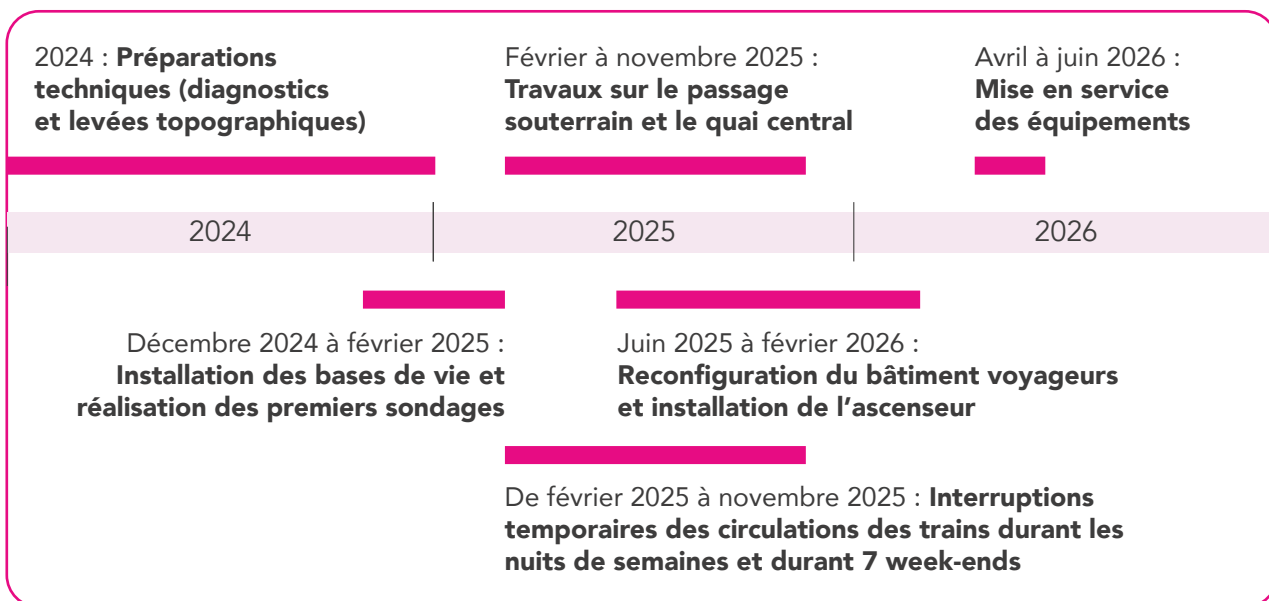 2024 : Préparations
techniques (diagnostics
et levées topographiques)
Février à novembre 2025 :
Travaux sur le passage
souterrain et le quai central
Avril à juin 2026 :
Mise en service
des équipements
2024
2025
2026
Décembre 2024 à février 2025 :
Installation des bases de vie et
réalisation des premiers sondages
Juin 2025 à février 2026 :
Reconfiguration du bâtiment voyageurs
et installation de l’ascenseur
De février 2025 à novembre 2025 : Interruptions
temporaires des circulations des trains durant les
nuits de semaines et durant 7 week-ends